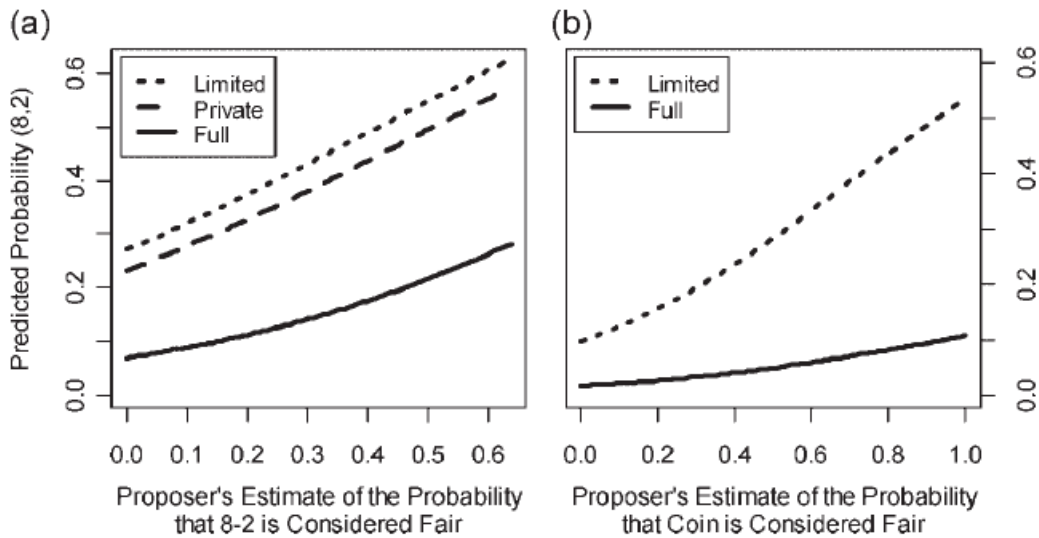 (a)
Limited
Private
Full
Predicted Probability (8,2)
0.0 0.2 0.4 0.6
0.0 0.1 0.2 0.3 0.4 0.5 0.6
Proposer's Estimate of the Probability
that 8-2 is Considered Fair
(b)
Limited
Full
0.0 0.2 0.4 0.6
0.0 0.2 0.4 0.6 0.8 1.0
Proposer's Estimate of the Probability
that Coin is Considered Fair